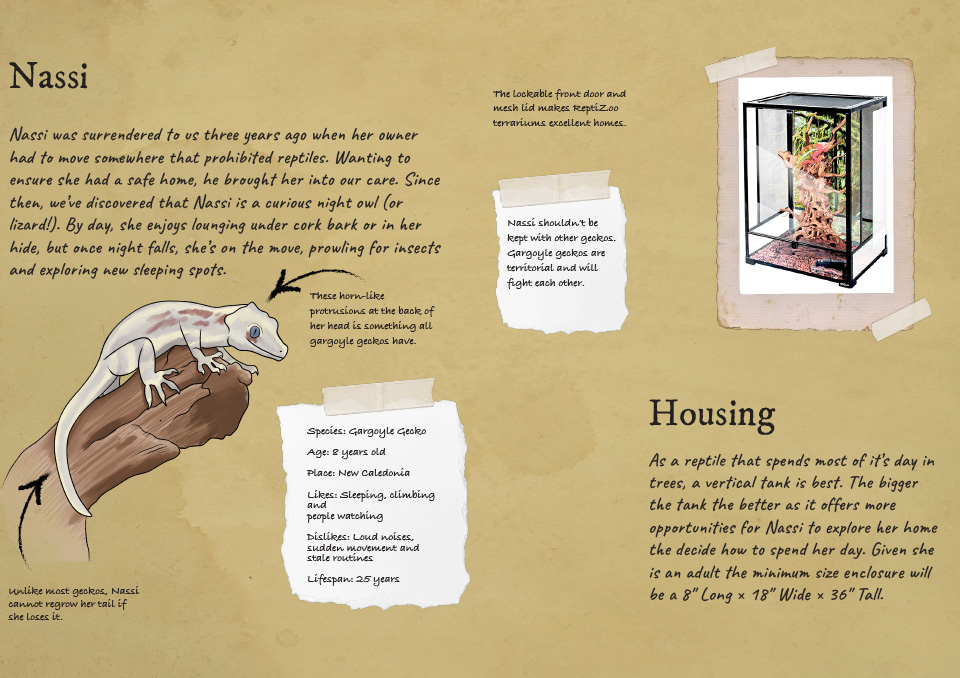 Nassi
Nassi was surrendered to us three years ago when her owner
had to move somewhere that prohibited reptiles. Wanting to
ensure she had a safe home, he brought her into our care. Since
then, we've discovered that Nassi is a curious night owl (or
lizard!). By day, she enjoys lounging under cork bark or in her
hide, but once night falls, she's on the move, prowling for insects
and exploring new sleeping spots.
These horn-like
protrusions at the back of
her head is something all
gargoyle geckos have.
Species: Gargoyle Gecko
Age: 8 years old
Place: New Caledonia
Likes: Sleeping, climbing
and
people watching
Dislikes: Loud noises,
sudden movement and
stale routines
Lifespan: 25 years
Unlike most geckos, Nassi
cannot regrow her tail if
she loses it.
The lockable front door and
mesh lid makes ReptiZoo
terrariums excellent homes.
Nassi shouldn't be
kept with other geckos.
Gargoyle geckos are
territorial and will
fight each other.
Housing
As a reptile that spends most of it's day in
trees, a vertical tank is best. The bigger
the tank the better as it offers more
opportunities for Nassi to explore her home
the decide how to spend her day. Given she
is an adult the minimum size enclosure will
be a 8" Long × 18" Wide × 36" Tall.